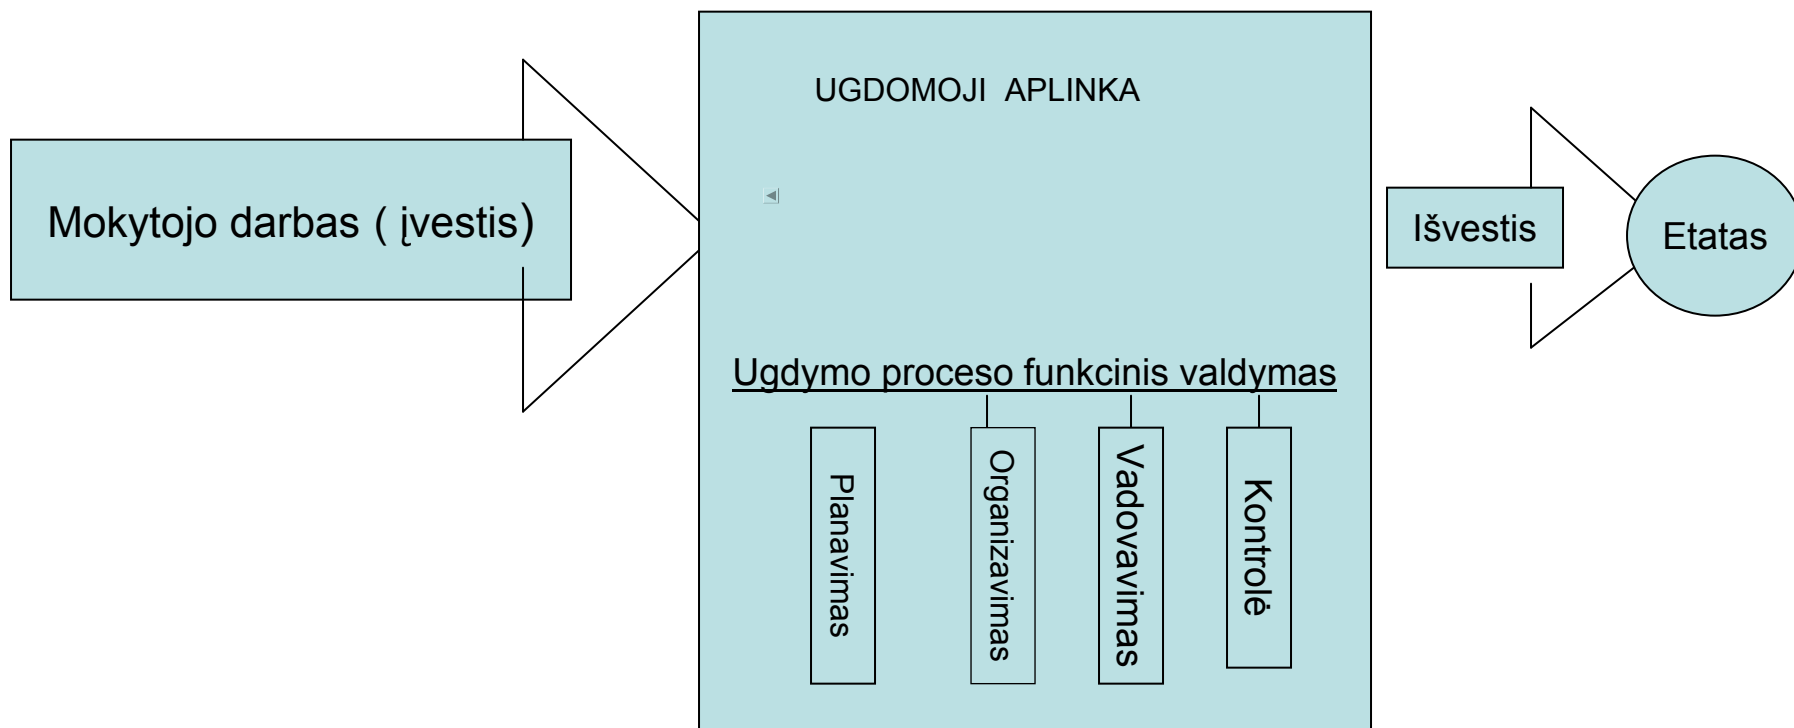 UGDOMOJI APLINKA
Mokytojo darbas ( įvestis)
Išvestis
Etatas
Ugdymo proceso funkcinis valdymas
Planavimas
Organizavimas
Vadovavimas
Kontrolė